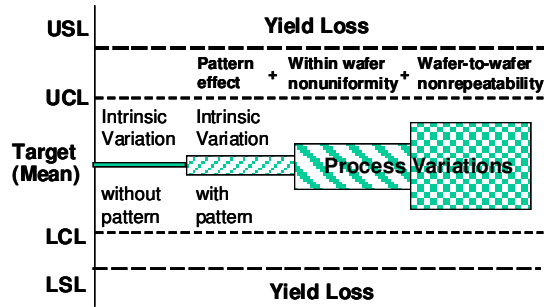 USL
Yield Loss
Pattern effect + Within wafer nonuniformity + Wafer-to-wafer nonrepeatability
UCL
Intrinsic Variation
Intrinsic Variation
Target (Mean)
Process Variations
without pattern
with pattern
LCL
LSL
Yield Loss